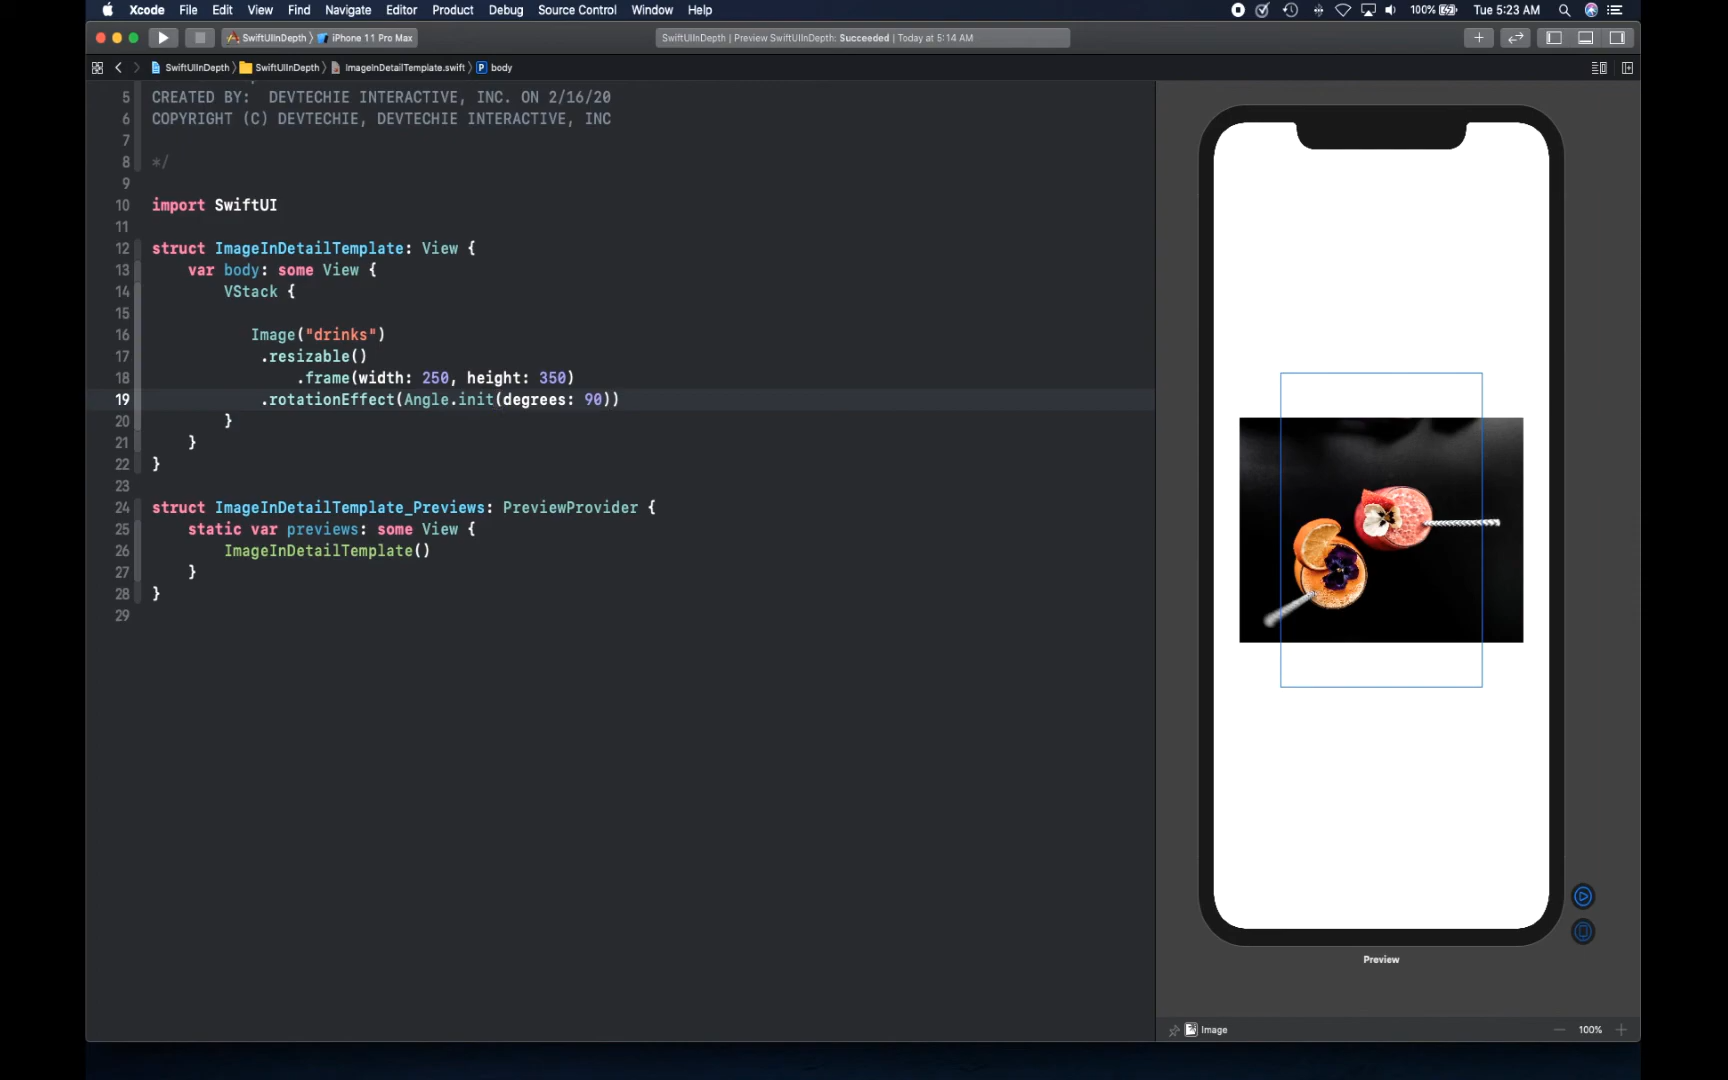 Xcode File Edit View Find Navigate Editor Product Debug Source Control Window Help 100% Tue 5:23 AM
SwiftUIInDepth iPhone 11 Pro Max SwiftUIInDepth | Preview SwiftUIInDepth: Succeeded | Today at 5:14 AM
SwiftUIInDepth SwiftUIInDepth ImageInDetailTemplate.swift P body
5 CREATED BY: DEVTECHIE INTERACTIVE, INC. ON 2/16/20
6 COPYRIGHT (C) DEVTECHIE, DEVTECHIE INTERACTIVE, INC
7
8 */
9
10 import SwiftUI
11
12 struct ImageInDetailTemplate: View {
13 var body: some View {
14 VStack {
15
16 Image("drinks")
17 .resizable()
18 .frame(width: 250, height: 350)
19 .rotationEffect(Angle.init(degrees: 90))
20 }
21 }
22 }
23
24 struct ImageInDetailTemplate_Previews: PreviewProvider {
25 static var previews: some View {
26 ImageInDetailTemplate()
27 }
28 }
29
Preview
Image 100%